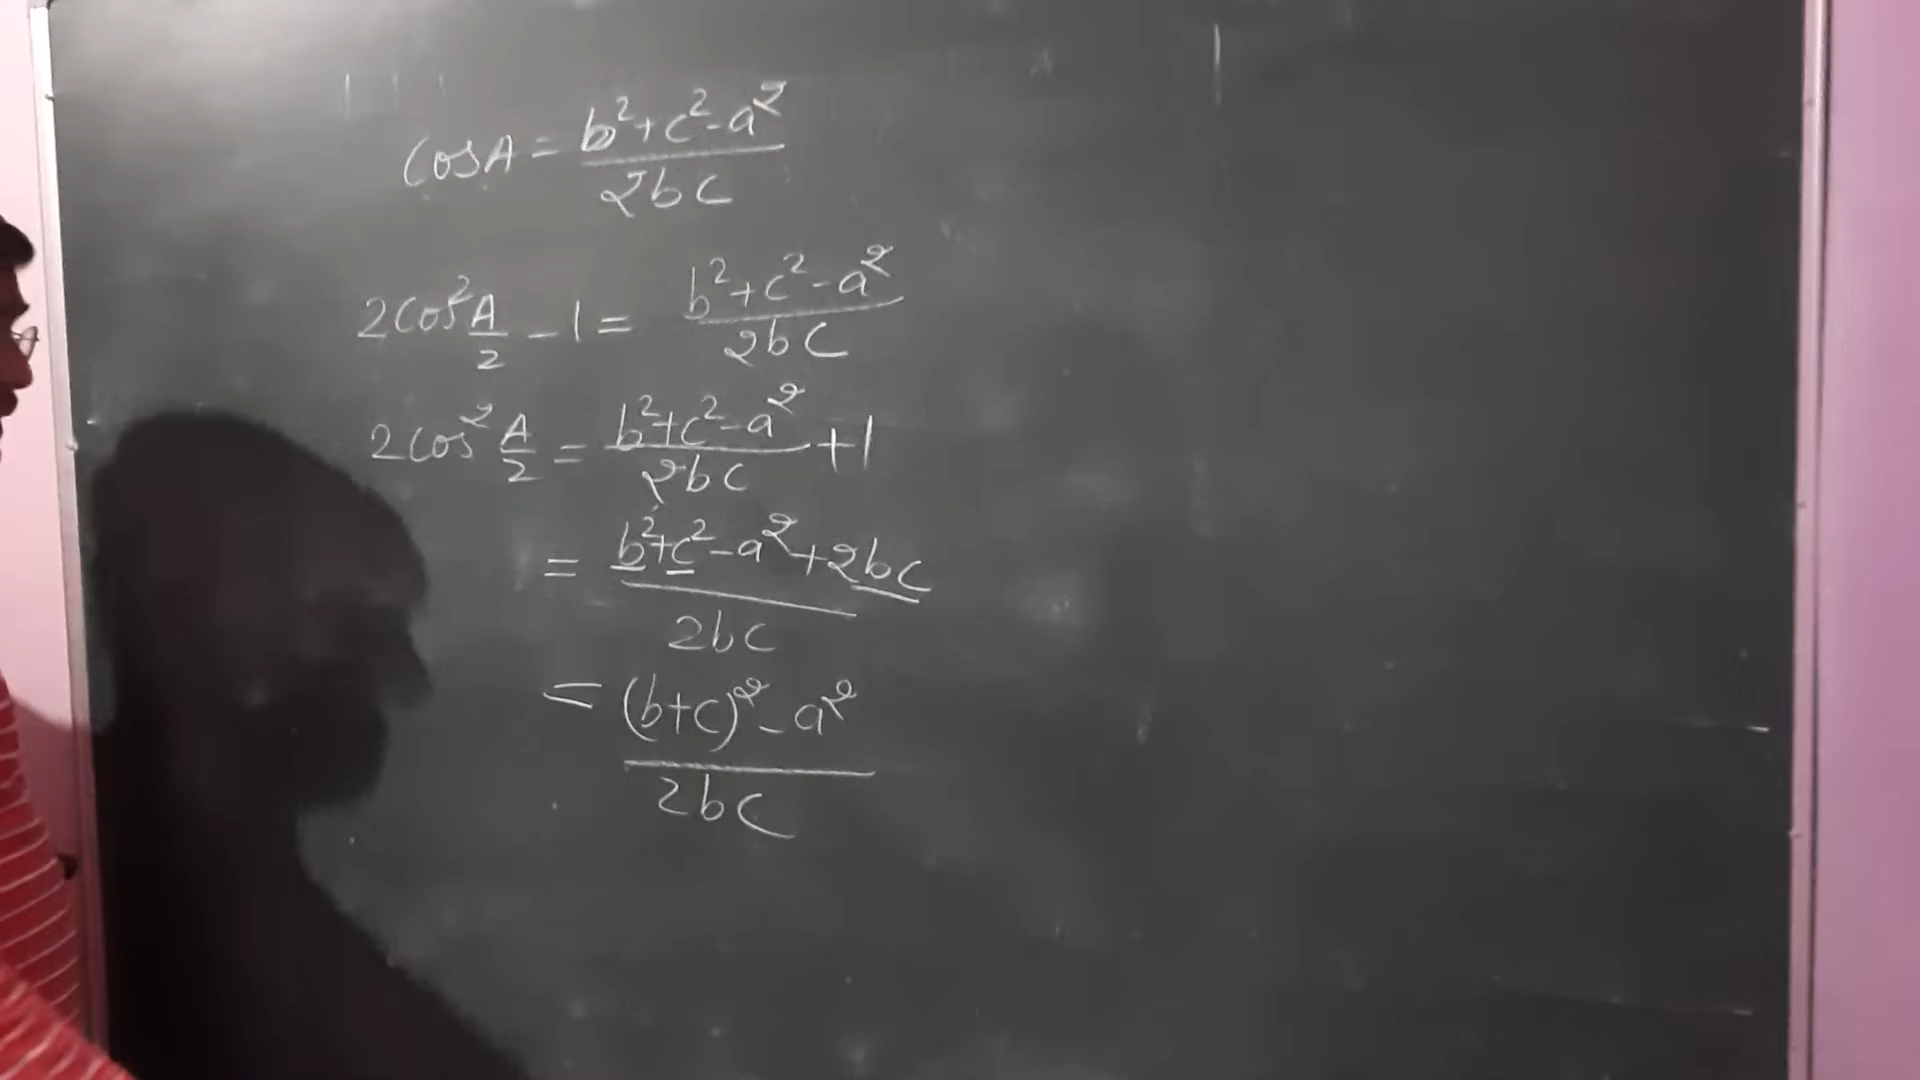 cosA = b²+c²-a² / 2bc
2cos²A/2 - 1 = b²+c²-a² / 2bc
2cos²A/2 = b²+c²-a² / 2bc +1
= b²+c²-a²+2bc / 2bc
= (b+c)²-a² / 2bc